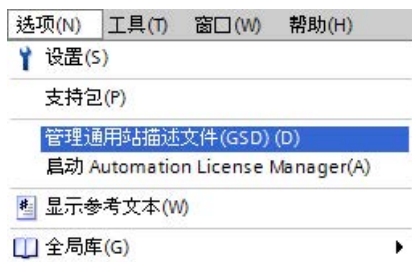 选项(N) 工具(T) 窗口(W) 帮助(H)
设置(S)
支持包(P)
管理通用站描述文件(GSD) (D)
启动 Automation License Manager(A)
显示参考文本(W)
全局库(G)